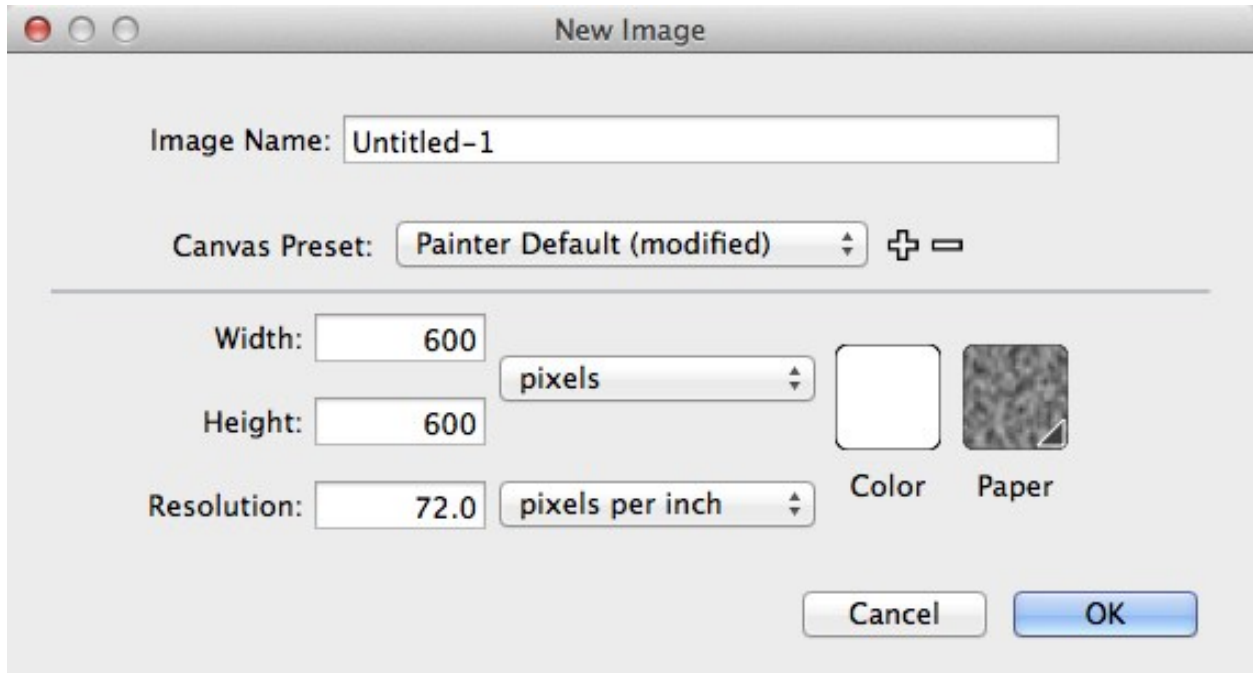 New Image
Image Name: Untitled-1
Canvas Preset: Painter Default (modified)
Width: 600
pixels
Height: 600
Color Paper
Resolution: 72.0 pixels per inch
Cancel OK